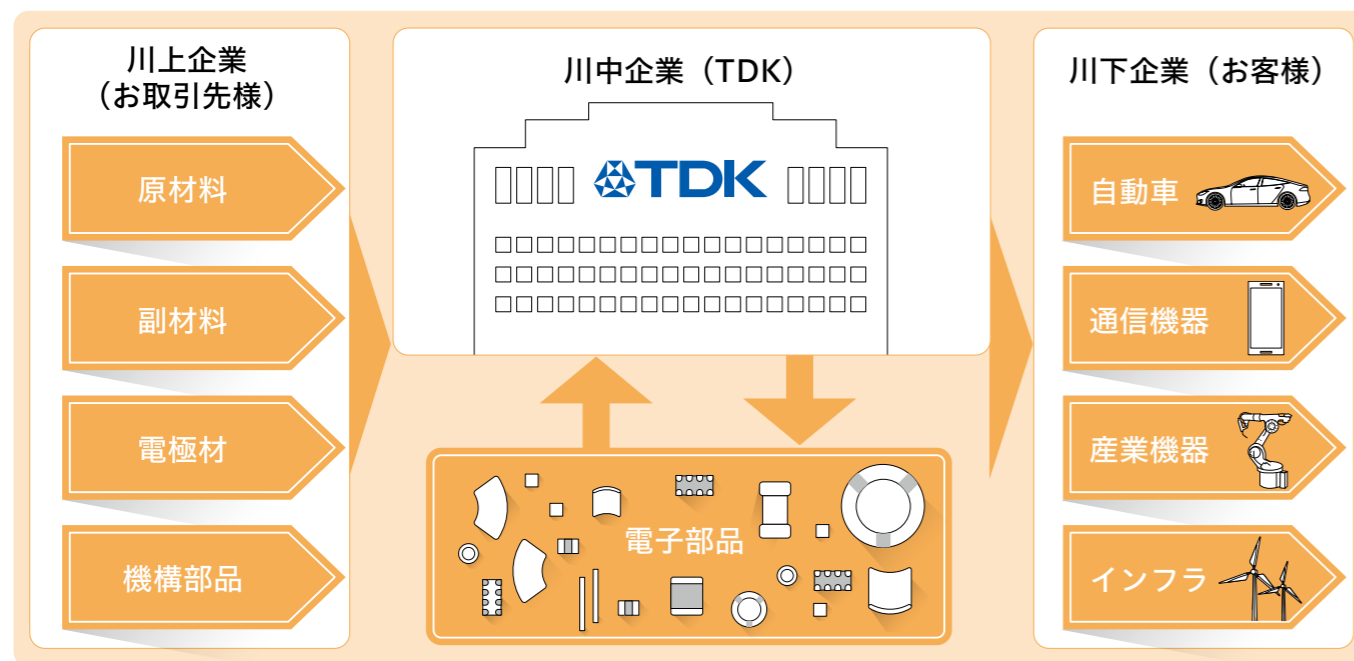 川上企業
（お取引先様）
原材料
副材料
電極材
機構部品
川中企業（TDK）
TDK
電子部品
川下企業（お客様）
自動車
通信機器
産業機器
インフラ